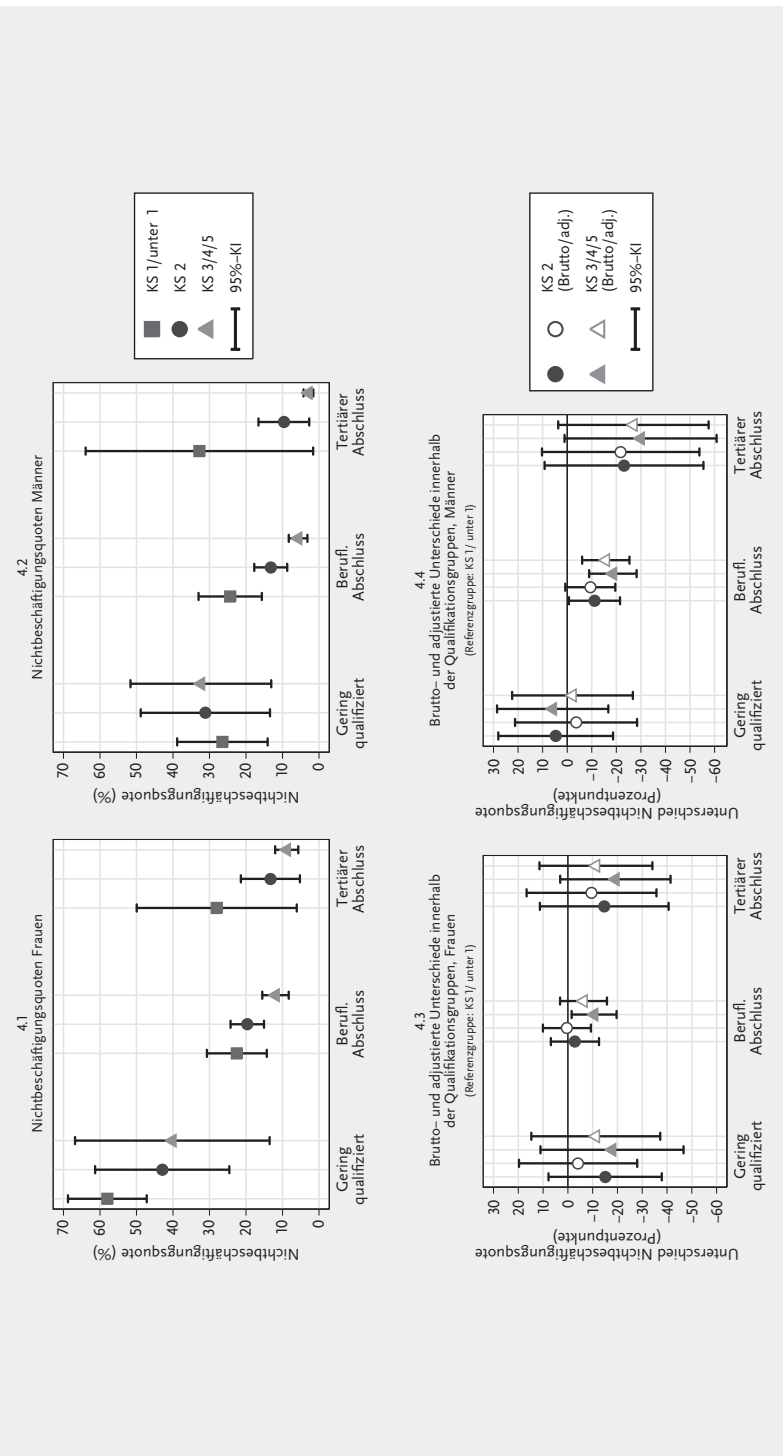 4.1
Nichtbeschäftigungsquoten Frauen
Nichtbeschäftigungsquote (%)
70
60
50
40
30
20
10
0
Gering
qualifiziert
Berufl.
Abschluss
Tertiärer
Abschluss
4.2
Nichtbeschäftigungsquoten Männer
Nichtbeschäftigungsquote (%)
70
60
50
40
30
20
10
0
Gering
qualifiziert
Berufl.
Abschluss
Tertiärer
Abschluss
KS 1/unter 1
KS 2
KS 3/4/5
95%–KI
4.3
Brutto– und adjustierte Unterschiede innerhalb
der Qualifikationsgruppen, Frauen
(Referenzgruppe: KS 1/ unter 1)
Unterschied Nichtbeschäftigungsquote
(Prozentpunkte)
30
20
10
0
−10
−20
−30
−40
−50
−60
Gering
qualifiziert
Berufl.
Abschluss
Tertiärer
Abschluss
4.4
Brutto– und adjustierte Unterschiede innerhalb
der Qualifikationsgruppen, Männer
(Referenzgruppe: KS 1/ unter 1)
Unterschied Nichtbeschäftigungsquote
(Prozentpunkte)
30
20
10
0
−10
−20
−30
−40
−50
−60
Gering
qualifiziert
Berufl.
Abschluss
Tertiärer
Abschluss
KS 2
(Brutto/adj.)
KS 3/4/5
(Brutto/adj.)
95%–KI